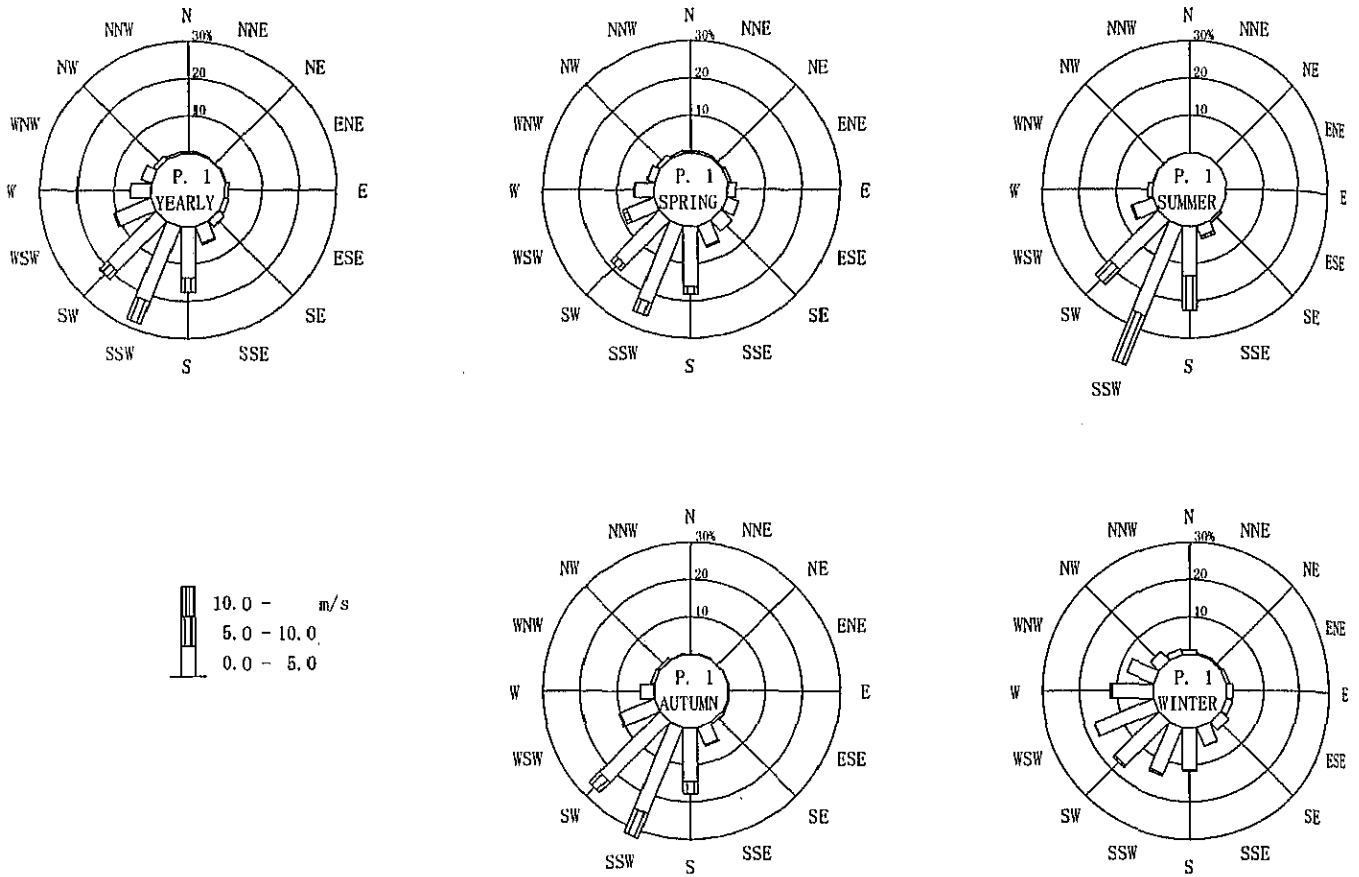 N
NNW
NNE
30%
NW
NE
20
WNW
10
ENE
P. 1
W
E
YEARLY
WSW
ESE
SW
SE
SSW
SSE
S
N
NNW
NNE
30%
NW
NE
20
WNW
10
ENE
P. 1
W
E
SPRING
WSW
ESE
SW
SE
SSW
SSE
S
N
NNW
NNE
30%
NW
NE
20
WNW
10
ENE
P. 1
W
E
SUMMER
WSW
ESE
SW
SE
SSE
S
SSW
10.0 - m/s
5.0 - 10.0
0.0 - 5.0
N
NNW
NNE
30%
NW
NE
20
WNW
10
ENE
P. 1
W
E
AUTUMN
WSW
ESE
SW
SE
SSW
SSE
S
N
NNW
NNE
30%
NW
NE
20
WNW
10
ENE
P. 1
W
E
WINTER
WSW
ESE
SW
SE
SSW
SSE
S